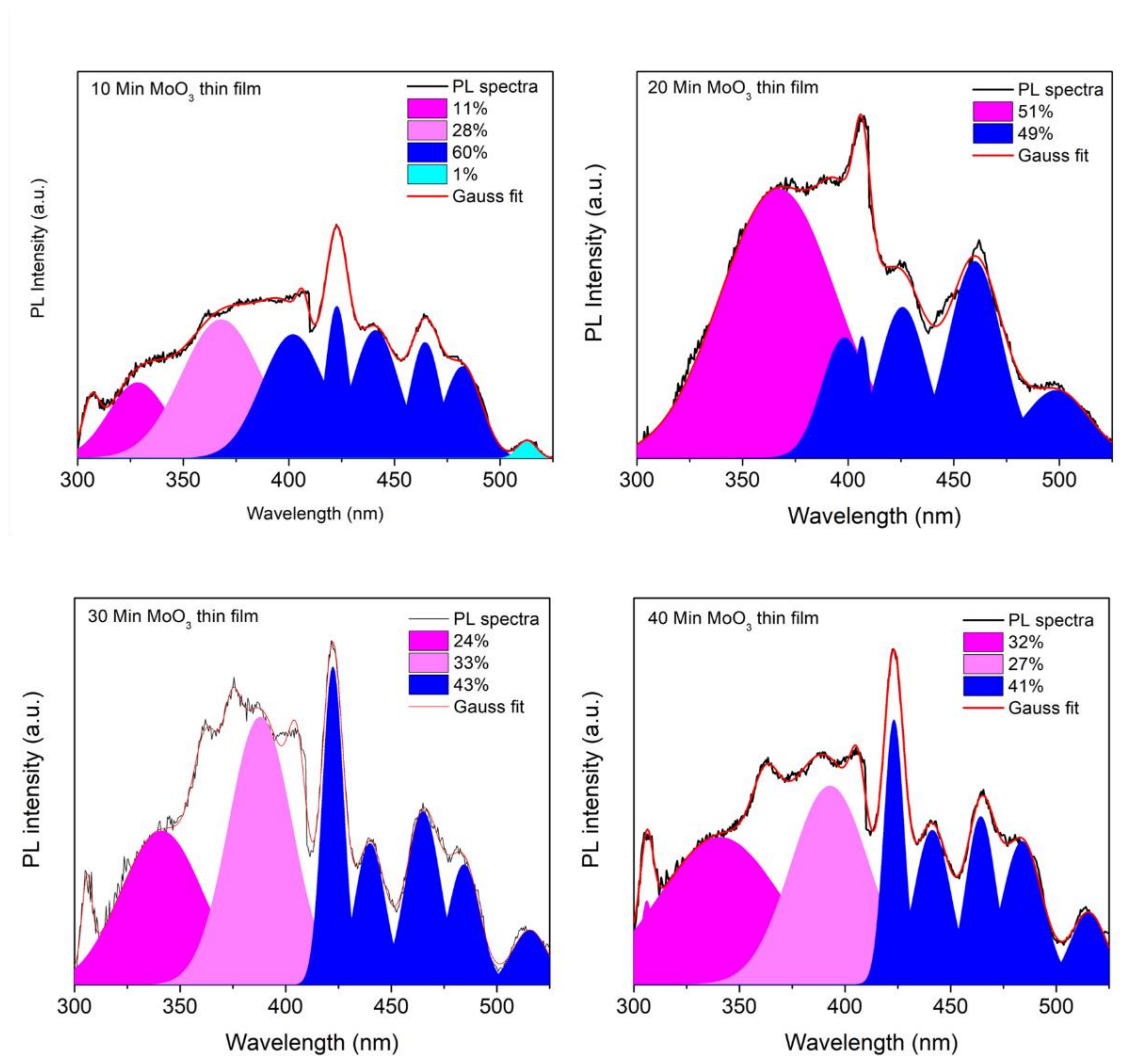 10 Min MoO3 thin film
PL spectra
11%
28%
60%
1%
Gauss fit
PL Intensity (a.u.)
300 350 400 450 500
Wavelength (nm)
20 Min MoO3 thin film
PL spectra
51%
49%
Gauss fit
PL Intensity (a.u.)
300 350 400 450 500
Wavelength (nm)
30 Min MoO3 thin film
PL spectra
24%
33%
43%
Gauss fit
PL intensity (a.u.)
300 350 400 450 500
Wavelength (nm)
40 Min MoO3 thin film
PL spectra
32%
27%
41%
Gauss fit
PL intensity (a.u.)
300 350 400 450 500
Wavelength (nm)